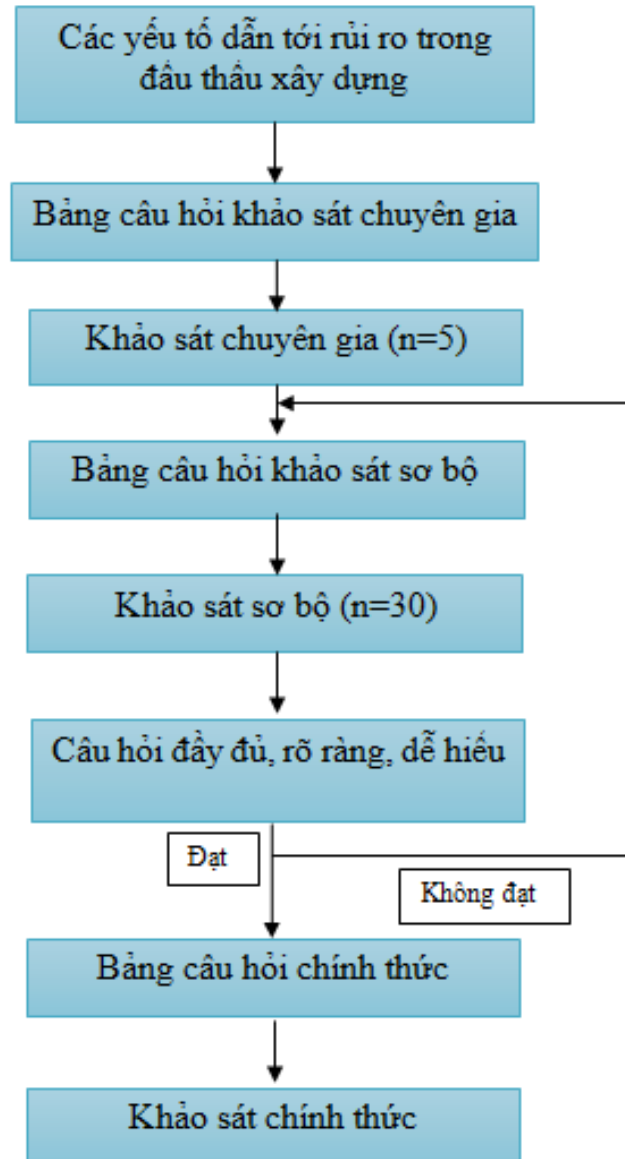 Các yếu tố dẫn tới rủi ro trong
đấu thầu xây dựng
Bảng câu hỏi khảo sát chuyên gia
Khảo sát chuyên gia (n=5)
Bảng câu hỏi khảo sát sơ bộ
Khảo sát sơ bộ (n=30)
Câu hỏi đầy đủ, rõ ràng, dễ hiểu
Đạt
Không đạt
Bảng câu hỏi chính thức
Khảo sát chính thức